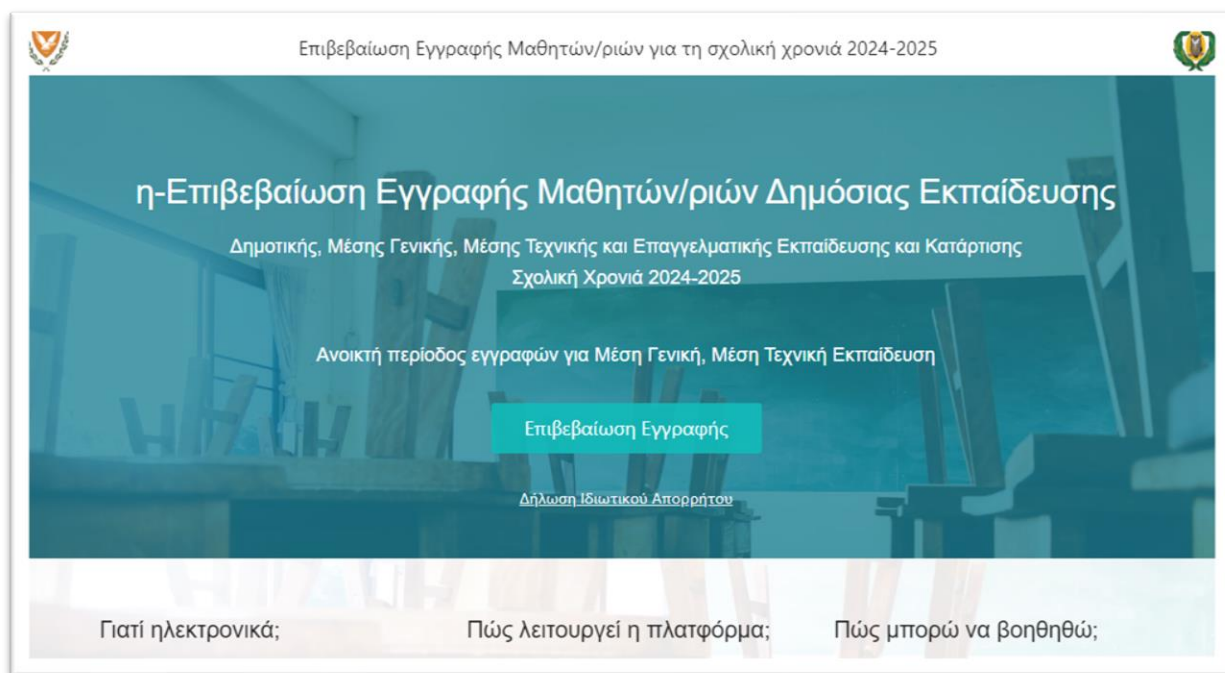 Επιβεβαίωση Εγγραφής Μαθητών/ριών για τη σχολική χρονιά 2024-2025
η-Επιβεβαίωση Εγγραφής Μαθητών/ριών Δημόσιας Εκπαίδευσης
Δημοτικής, Μέσης Γενικής, Μέσης Τεχνικής και Επαγγελματικής Εκπαίδευσης και Κατάρτισης
Σχολική Χρονιά 2024-2025
Ανοικτή περίοδος εγγραφών για Μέση Γενική, Μέση Τεχνική Εκπαίδευση
Επιβεβαίωση Εγγραφής
Δήλωση Ιδιωτικού Απορρήτου
Γιατί ηλεκτρονικά;
Πώς λειτουργεί η πλατφόρμα;
Πώς μπορώ να βοηθηθώ;